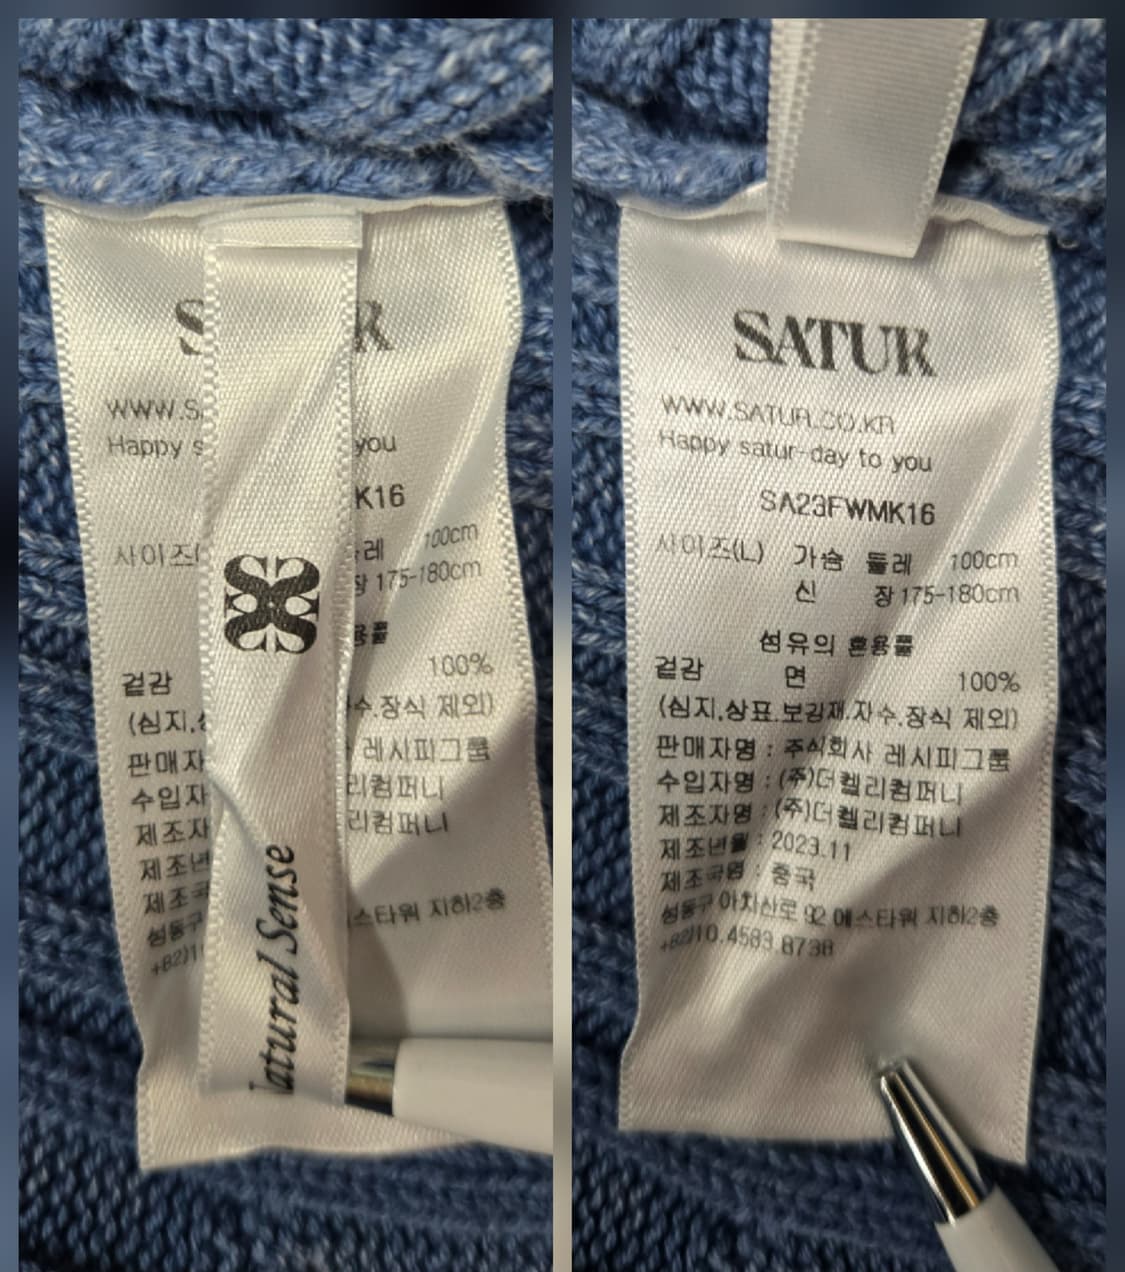 S R
WWW.S
Happy s you
K16
사이즈( 레 100cm
장 175-180cm
용률
겉감 100%
(심지,상 수.장식 제외)
판매자 레시피그룹
수입자 리컴퍼니
제조자 리컴퍼니
제조년
제조국
성동구 에스타워 지하2층
+82)1
atural Sense
SATUR
WWW.SATUR.CO.KR
Happy satur-day to you
SA23FWMK16
사이즈(L) 가슴 둘레 100cm
신 장 175-180cm
섬유의 혼용률
겉감 면 100%
(심지,상표.보강재.자수.장식 제외)
판매자명 : 주식회사 레시피그룹
수입자명 : (주)더켈리컴퍼니
제조자명 : (주)더켈리컴퍼니
제조년월 : 2023.11
제조국명 : 중국
성동구 아차산로 92 에스타워 지하2층
+82)10.4583.8738